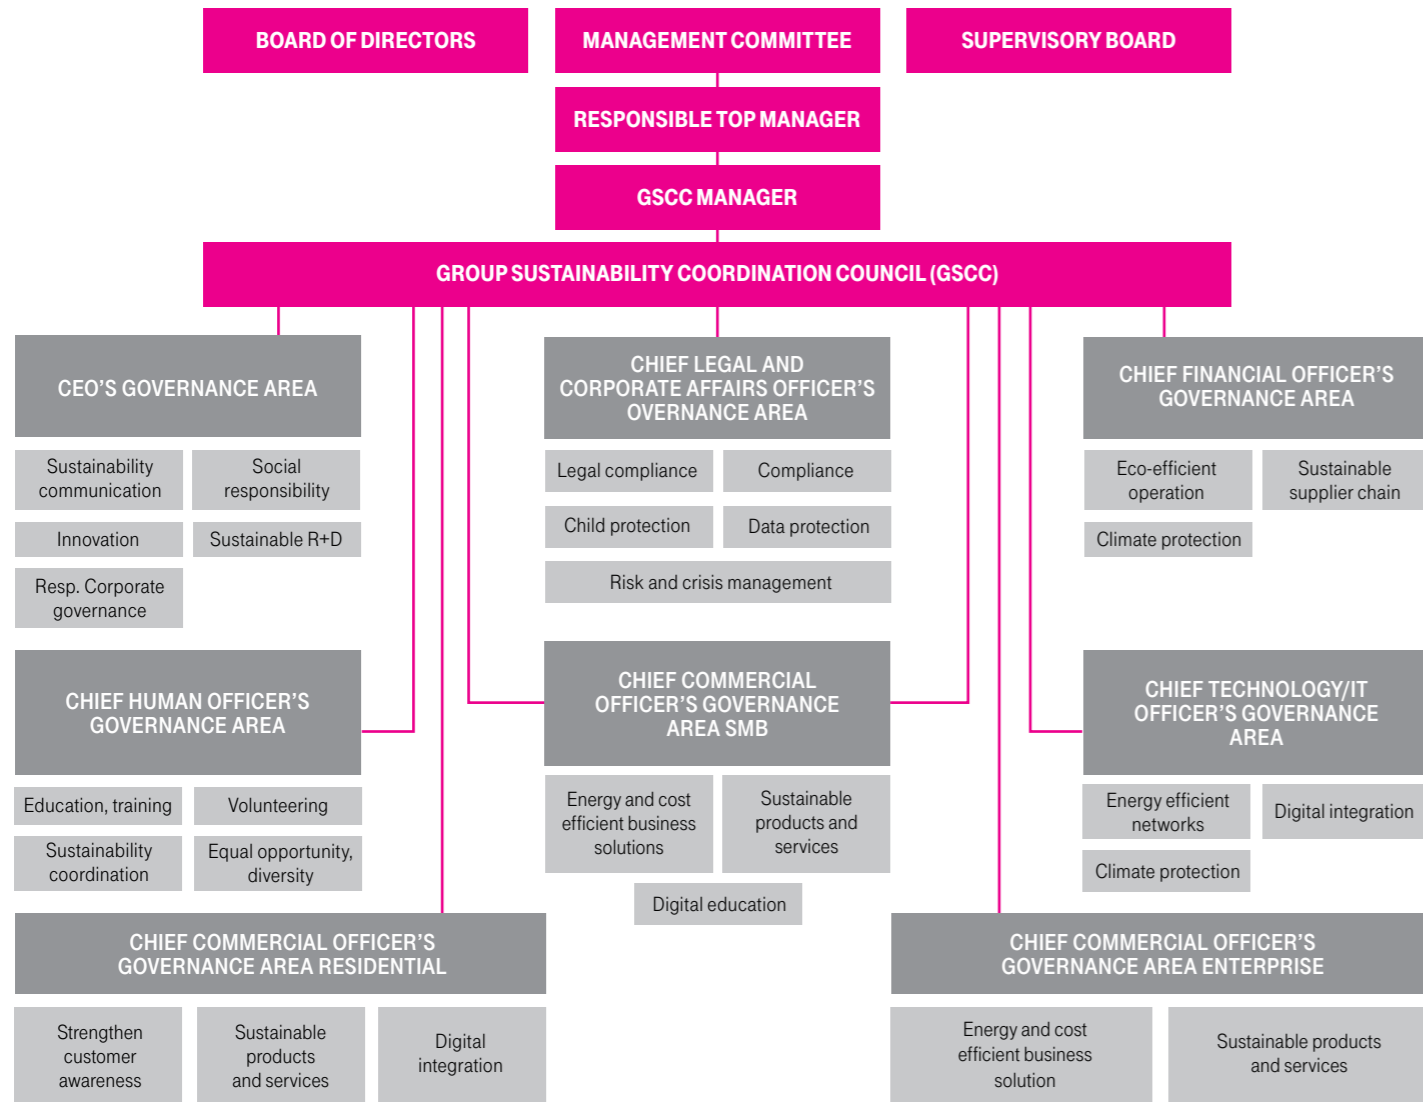 BOARD OF DIRECTORS
MANAGEMENT COMMITTEE
SUPERVISORY BOARD
RESPONSIBLE TOP MANAGER
GSCC MANAGER
GROUP SUSTAINABILITY COORDINATION COUNCIL (GSCC)
CEO'S GOVERNANCE AREA
Sustainability
communication
Social
responsibility
Innovation
Sustainable R+D
Resp. Corporate
governance
CHIEF LEGAL AND
CORPORATE AFFAIRS OFFICER'S
OVERNANCE AREA
Legal compliance
Compliance
Child protection
Data protection
Risk and crisis management
CHIEF FINANCIAL OFFICER'S
GOVERNANCE AREA
Eco-efficient
operation
Sustainable
supplier chain
Climate protection
CHIEF HUMAN OFFICER'S
GOVERNANCE AREA
Education, training
Volunteering
Sustainability
coordination
Equal opportunity,
diversity
CHIEF COMMERCIAL
OFFICER'S GOVERNANCE
AREA SMB
Energy and cost
efficient business
solutions
Sustainable
products and
services
Digital education
CHIEF TECHNOLOGY/IT
OFFICER'S GOVERNANCE
AREA
Energy efficient
networks
Digital integration
Climate protection
CHIEF COMMERCIAL OFFICER'S
GOVERNANCE AREA RESIDENTIAL
Strengthen
customer
awareness
Sustainable
products
and services
Digital
integration
CHIEF COMMERCIAL OFFICER'S
GOVERNANCE AREA ENTERPRISE
Energy and cost
efficient business
solution
Sustainable products
and services